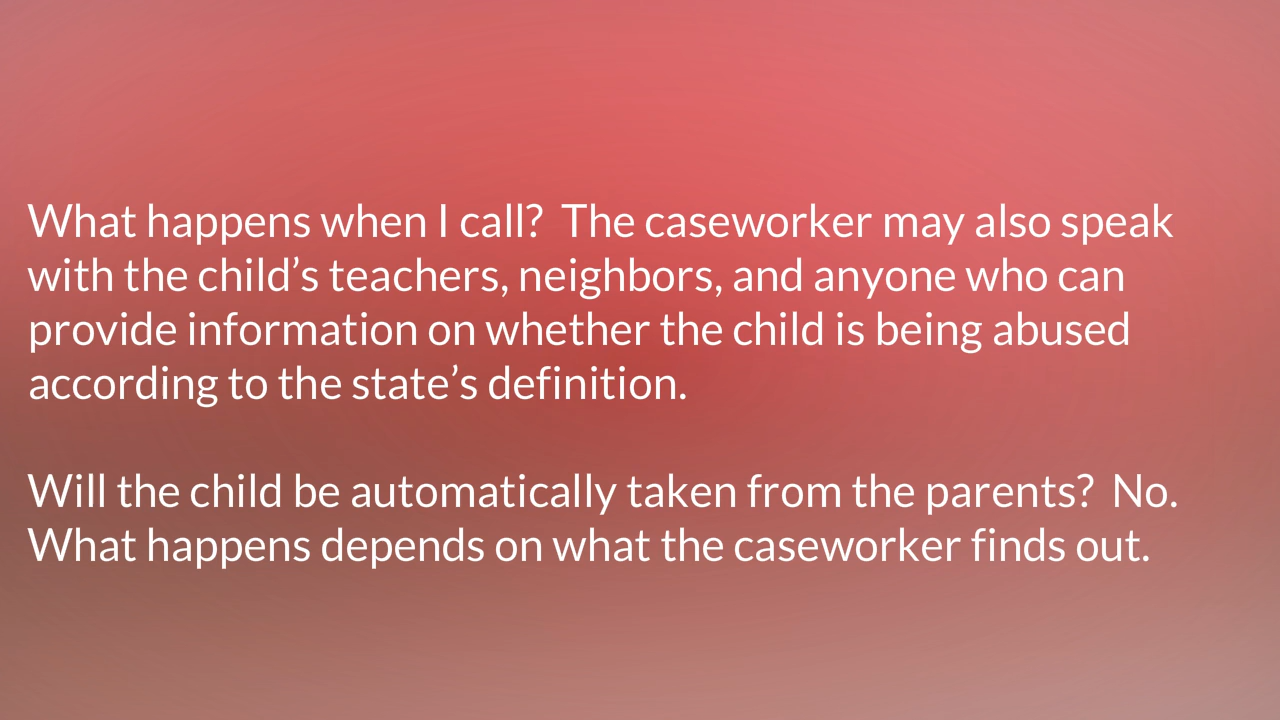 What happens when I call?  The caseworker may also speak
with the child’s teachers, neighbors, and anyone who can
provide information on whether the child is being abused
according to the state’s definition.
Will the child be automatically taken from the parents?  No.
What happens depends on what the caseworker finds out.